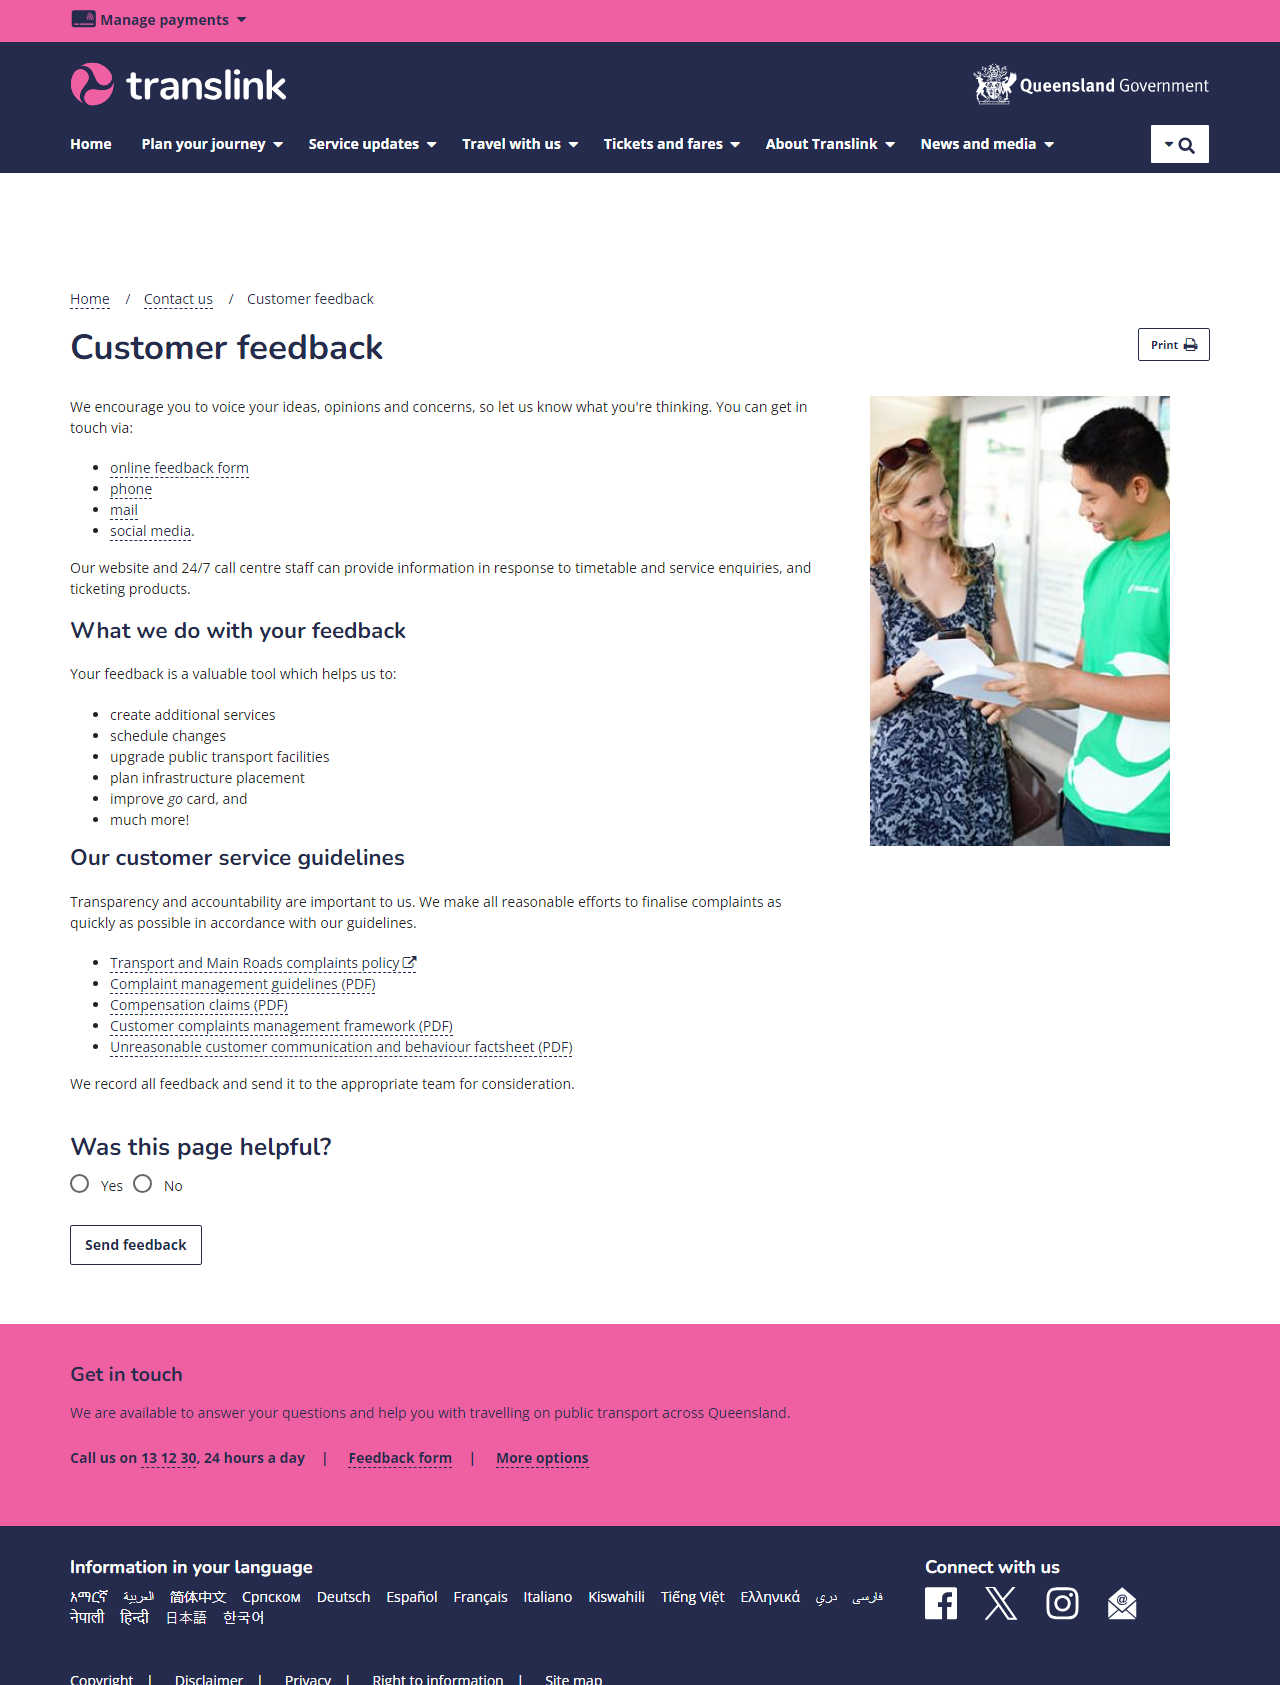 Manage payments
translink
Queensland Government
Home Plan your journey Service updates Travel with us Tickets and fares About Translink News and media
Home / Contact us / Customer feedback
Customer feedback
Print
We encourage you to voice your ideas, opinions and concerns, so let us know what you're thinking. You can get in
touch via:
online feedback form
phone
mail
social media.
Our website and 24/7 call centre staff can provide information in response to timetable and service enquiries, and
ticketing products.
What we do with your feedback
Your feedback is a valuable tool which helps us to:
create additional services
schedule changes
upgrade public transport facilities
plan infrastructure placement
improve go card, and
much more!
Our customer service guidelines
Transparency and accountability are important to us. We make all reasonable efforts to finalise complaints as
quickly as possible in accordance with our guidelines.
Transport and Main Roads complaints policy
Complaint management guidelines (PDF)
Compensation claims (PDF)
Customer complaints management framework (PDF)
Unreasonable customer communication and behaviour factsheet (PDF)
We record all feedback and send it to the appropriate team for consideration.
Was this page helpful?
Yes No
Send feedback
Get in touch
We are available to answer your questions and help you with travelling on public transport across Queensland.
Call us on 13 12 30, 24 hours a day | Feedback form | More options
Information in your language
አማርኛ العربية 简体中文 Српском Deutsch Español Français Italiano Kiswahili Tiếng Việt Ελληνικά دري فارسی
नेपाली हिन्दी 日本語 한국어
Connect with us
Copyright | Disclaimer | Privacy | Right to information | Site map